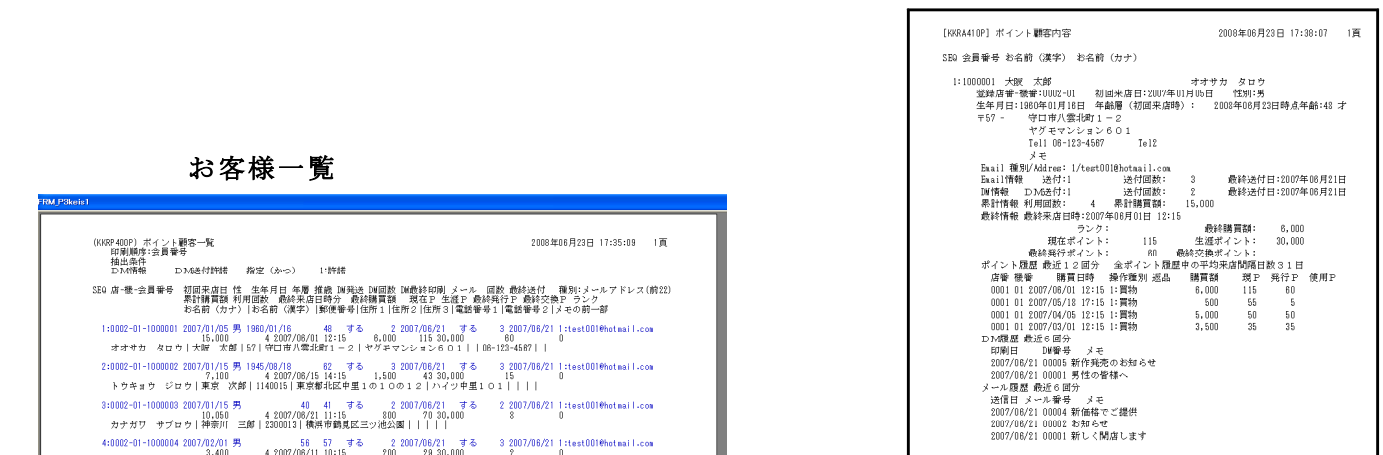 お客様一覧
FRM_P3keis1
(KKRP400P) ポイント顧客一覧 2008年06月23日 17:35:09 1頁
印刷順序:会員番号
抽出条件
DM情報 DM送付許諾 指定 (かつ) 1:許諾
SEQ 店-機-会員番号 初回来店日 性 生年月日 年層 推歳 DM発送 DM回数 DM最終印刷 メール 回数 最終送付 種別:メールアドレス(前22)
累計購買額 利用回数 最終来店日時分 最終購買額 現在P 生涯P 最終発行P 最終交換P ランク
お名前(カナ)|お名前(漢字)|郵便番号|住所1|住所2|住所3|電話番号1|電話番号2|メモの前一部
1:0002-01-1000001 2007/01/05 男 1960/01/16 48 する 2 2007/06/21 する 3 2007/06/21 1:test001@hotmail.com
15,000 4 2007/06/01 12:15 6,000 115 30,000 60 0
オオサカ タロウ|大阪 太郎|57|守口市八雲北町1-2|ヤグモマンション601||06-123-4567||
2:0002-01-1000002 2007/01/15 男 1945/08/18 62 する 2 2007/06/21 する 3 2007/06/21 1:test001@hotmail.com
7,100 4 2007/06/15 14:15 1,500 43 30,000 15 0
トウキョウ ジロウ|東京 次郎|1140015|東京都北区中里1の10の12|ハイツ中里101||||
3:0002-01-1000003 2007/01/15 男 40 41 する 2 2007/06/21 する 2 2007/06/21 1:test001@hotmail.com
10,050 4 2007/06/21 11:15 800 70 30,000 8 0
カナガワ サブロウ|神奈川 三郎|2300013|横浜市鶴見区三ッ池公園|||||
4:0002-01-1000004 2007/02/01 男 56 57 する 2 2007/06/21 する 3 2007/06/21 1:test001@hotmail.com
3,400 4 2007/06/11 10:15 200 29 30,000 2 0
[KKRA410P] ポイント顧客内容 2008年06月23日 17:38:07 1頁
SEQ 会員番号 お名前(漢字) お名前(カナ)
1:1000001 大阪 太郎 オオサカ タロウ
登録店番-機番:0002-01 初回来店日:2007年01月05日 性別:男
生年月日:1960年01月16日 年齢層(初回来店時): 2008年06月23日時点年齢:48 才
〒57 - 守口市八雲北町1-2
ヤグモマンション601
Tel1 06-123-4567 Tel2
メモ
Email 種別/Addres: 1/test001@hotmail.com
Email情報 送付:1 送付回数: 3 最終送付日:2007年06月21日
DM情報 DM送付:1 送付回数: 2 最終送付日:2007年06月21日
累計情報 利用回数: 4 累計購買額: 15,000
最終情報 最終来店日時:2007年06月01日 12:15
ランク: 最終購買額: 6,000
現在ポイント: 115 生涯ポイント: 30,000
最終発行ポイント: 60 最終交換ポイント:
ポイント履歴 最近12回分 全ポイント履歴中の平均来店間隔日数31日
店番 機番 購買日時 操作種別 返品 購買額 現P 発行P 使用P
0001 01 2007/06/01 12:15 1:買物 6,000 115 60
0001 01 2007/05/18 17:15 1:買物 500 55 5
0001 01 2007/04/05 12:15 1:買物 5,000 50 50
0001 01 2007/03/01 12:15 1:買物 3,500 35 35
DM履歴 最近6回分
印刷日 DM番号 メモ
2007/06/21 00005 新作発売のお知らせ
2007/06/21 00001 男性の皆様へ
メール履歴 最近6回分
送信日 メール番号 メモ
2007/06/21 00004 新価格でご提供
2007/06/21 00002 お知らせ
2007/06/21 00001 新しく開店します